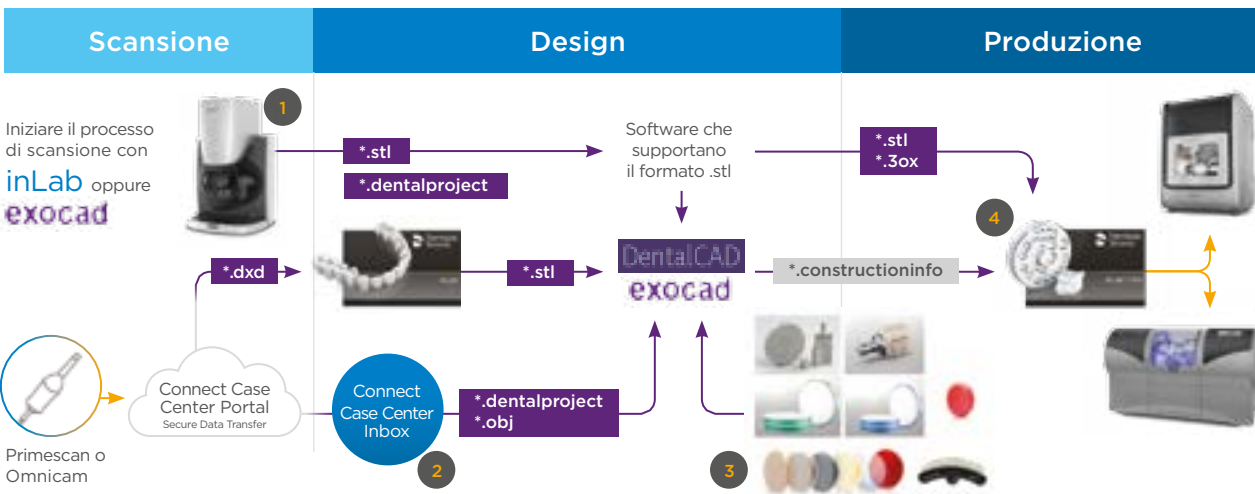 Scansione
Design
Produzione
1
Iniziare il processo
di scansione con
inLab oppure
exocad
*.stl
*.dentalproject
Software che
supportano
il formato .stl
*.stl
*.3ox
4
*.dxd
*.stl
DentalCAD
exocad
*.constructioninfo
Connect Case
Center Portal
Secure Data Transfer
Connect
Case Center
Inbox
*.dentalproject
*.obj
Primescan o
Omnicam
2
3